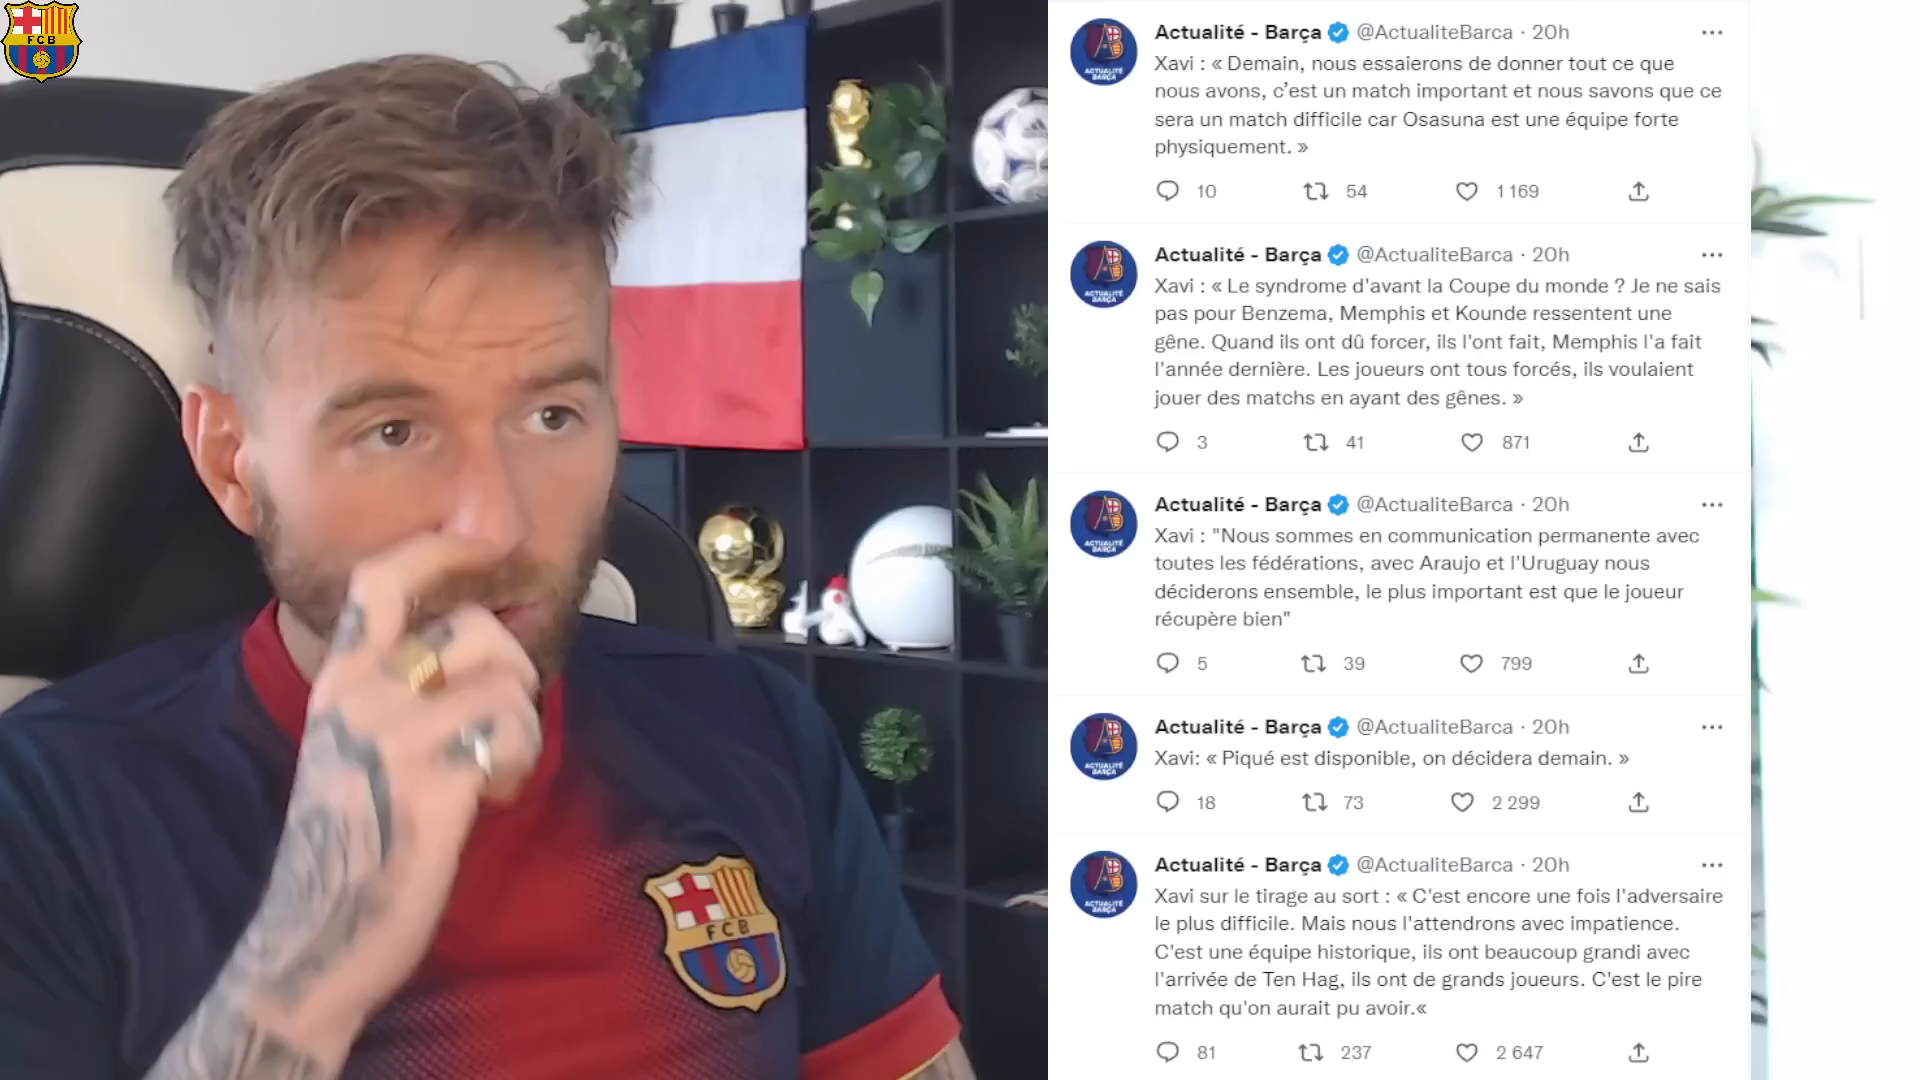 FCB
Actualité - Barça @ActualiteBarca · 20h
Xavi : « Demain, nous essaierons de donner tout ce que
nous avons, c’est un match important et nous savons que ce
sera un match difficile car Osasuna est une équipe forte
physiquement. »
10 54 1 169
Actualité - Barça @ActualiteBarca · 20h
Xavi : « Le syndrome d'avant la Coupe du monde ? Je ne sais
pas pour Benzema, Memphis et Kounde ressentent une
gêne. Quand ils ont dû forcer, ils l'ont fait, Memphis l'a fait
l'année dernière. Les joueurs ont tous forcés, ils voulaient
jouer des matchs en ayant des gênes. »
3 41 871
Actualité - Barça @ActualiteBarca · 20h
Xavi : "Nous sommes en communication permanente avec
toutes les fédérations, avec Araujo et l'Uruguay nous
déciderons ensemble, le plus important est que le joueur
récupère bien"
5 39 799
Actualité - Barça @ActualiteBarca · 20h
Xavi: « Piqué est disponible, on décidera demain. »
18 73 2 299
Actualité - Barça @ActualiteBarca · 20h
Xavi sur le tirage au sort : « C'est encore une fois l'adversaire
le plus difficile. Mais nous l'attendrons avec impatience.
C'est une équipe historique, ils ont beaucoup grandi avec
l'arrivée de Ten Hag, ils ont de grands joueurs. C'est le pire
match qu'on aurait pu avoir.«
81 237 2 647
ACTUALITÉ
BARÇA
ACTUALITÉ
BARÇA
ACTUALITÉ
BARÇA
ACTUALITÉ
BARÇA
ACTUALITÉ
BARÇA
FCB